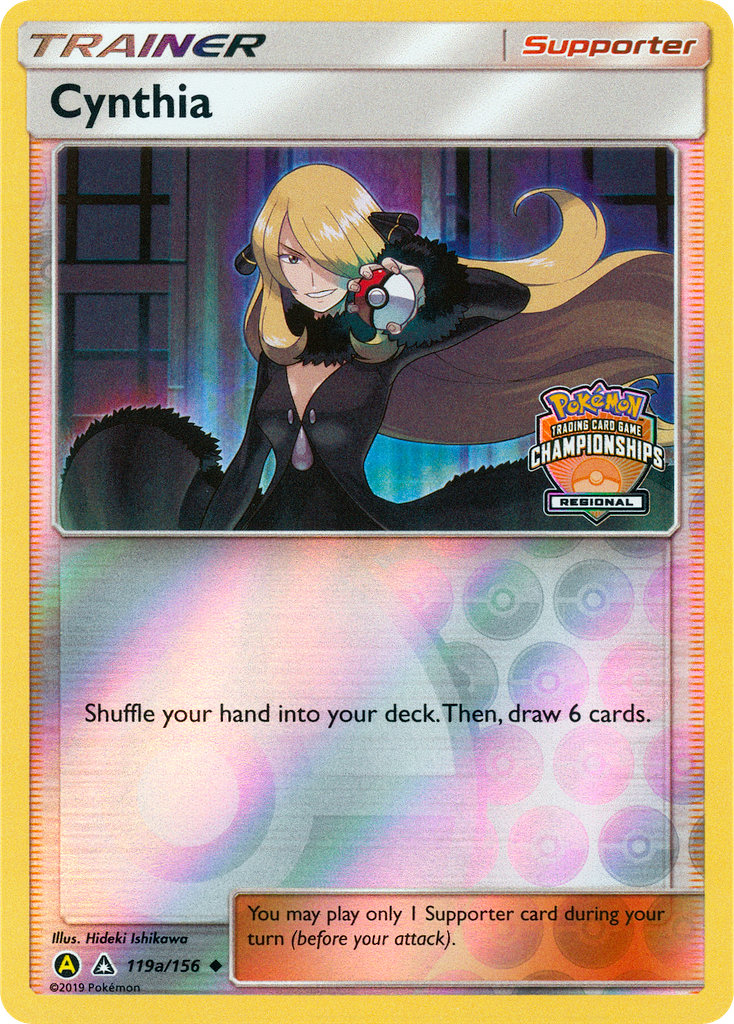 TRAINER
Supporter
Cynthia
Pokémon
TRADING CARD GAME
CHAMPIONSHIPS
REGIONAL
Shuffle your hand into your deck. Then, draw 6 cards.
You may play only 1 Supporter card during your
turn (before your attack).
Illus. Hideki Ishikawa
A 119a/156
©2019 Pokémon